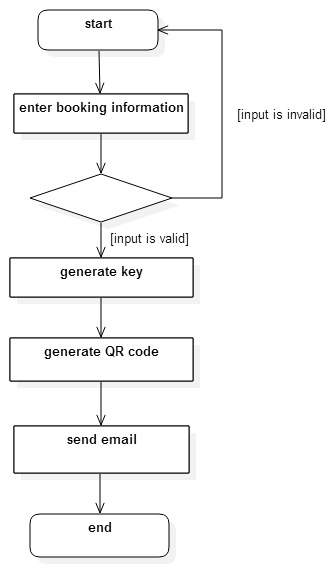 start
enter booking information
[input is invalid]
[input is valid]
generate key
generate QR code
send email
end